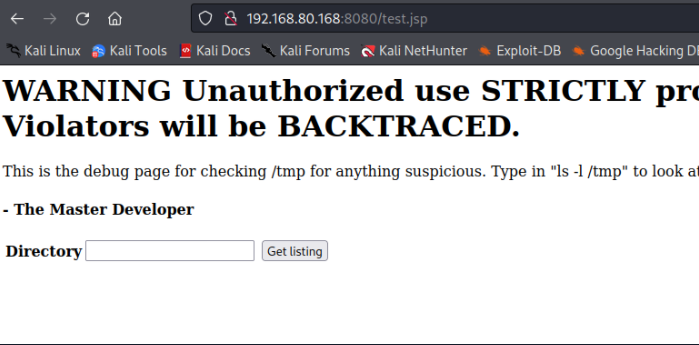 192.168.80.168:8080/test.jsp
Kali Linux Kali Tools Kali Docs Kali Forums Kali NetHunter Exploit-DB Google Hacking
WARNING Unauthorized use STRICTLY
Violators will be BACKTRACED.
This is the debug page for checking /tmp for anything suspicious. Type in "ls -l /tmp" to look
- The Master Developer
Directory Get listing